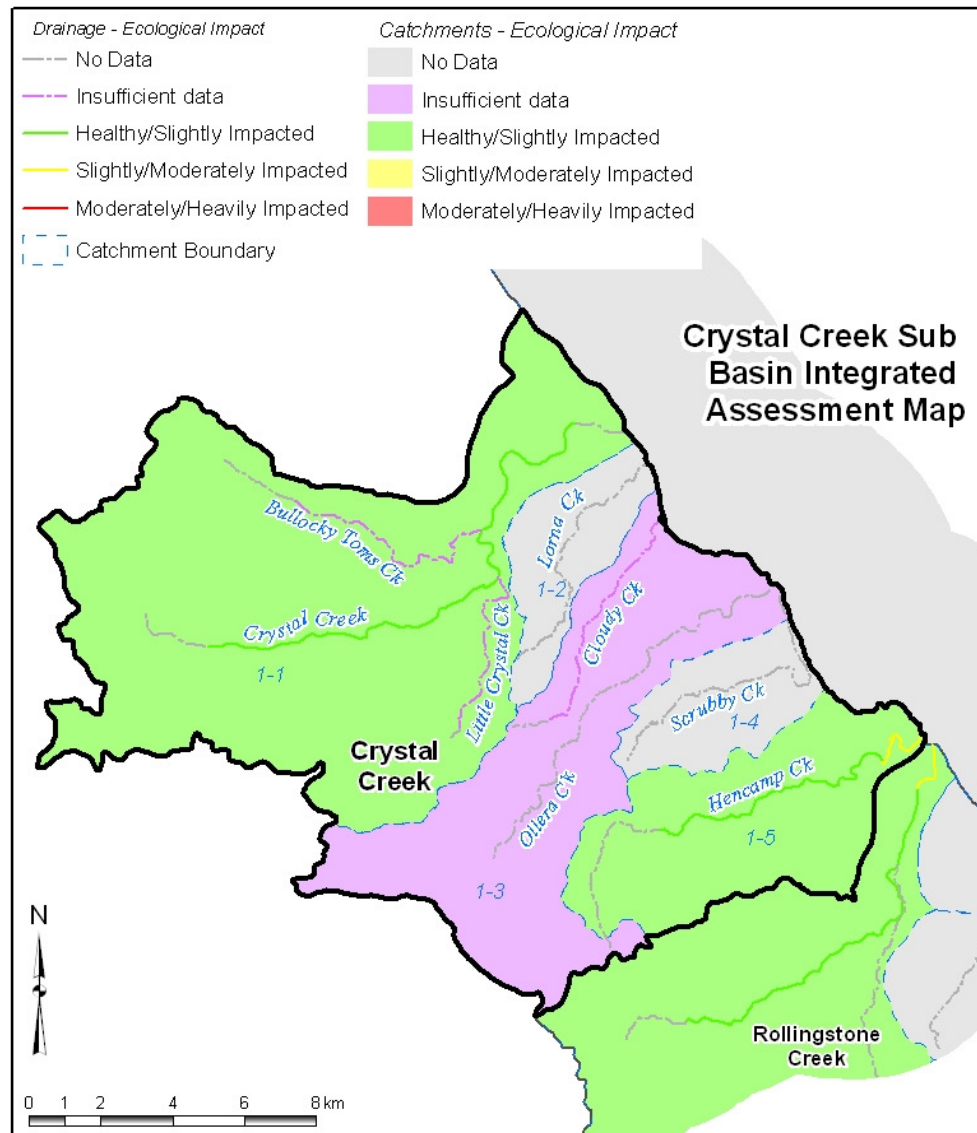 Drainage - Ecological Impact
No Data
Insufficient data
Healthy/Slightly Impacted
Slightly/Moderately Impacted
Moderately/Heavily Impacted
Catchment Boundary
Catchments - Ecological Impact
No Data
Insufficient data
Healthy/Slightly Impacted
Slightly/Moderately Impacted
Moderately/Heavily Impacted
Crystal Creek Sub
Basin Integrated
Assessment Map
Bullocky Toms Ck
Lorna Ck
1-2
Crystal Creek
1-1
Little Crystal Ck
Cloudy Ck
Scrubby Ck
1-4
Crystal
Creek
Ollera Ck
Hencamp Ck
1-5
1-3
N
Rollingstone
Creek
0 1 2 4 6 8 km